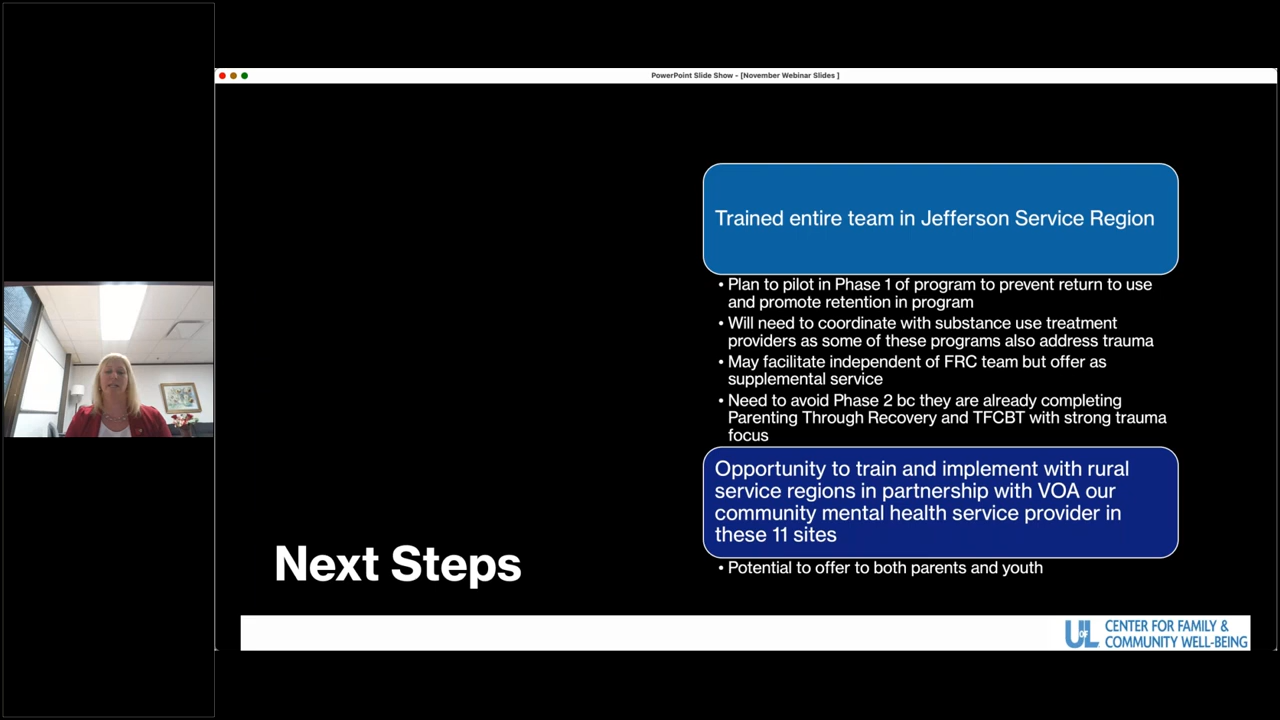 PowerPoint Slide Show - [November Webinar Slides ]
Trained entire team in Jefferson Service Region
• Plan to pilot in Phase 1 of program to prevent return to use
and promote retention in program
• Will need to coordinate with substance use treatment
providers as some of these programs also address trauma
• May facilitate independent of FRC team but offer as
supplemental service
• Need to avoid Phase 2 bc they are already completing
Parenting Through Recovery and TFCBT with strong trauma
focus
Opportunity to train and implement with rural
service regions in partnership with VOA our
community mental health service provider in
these 11 sites
• Potential to offer to both parents and youth
Next Steps
UOFL CENTER FOR FAMILY &
COMMUNITY WELL-BEING